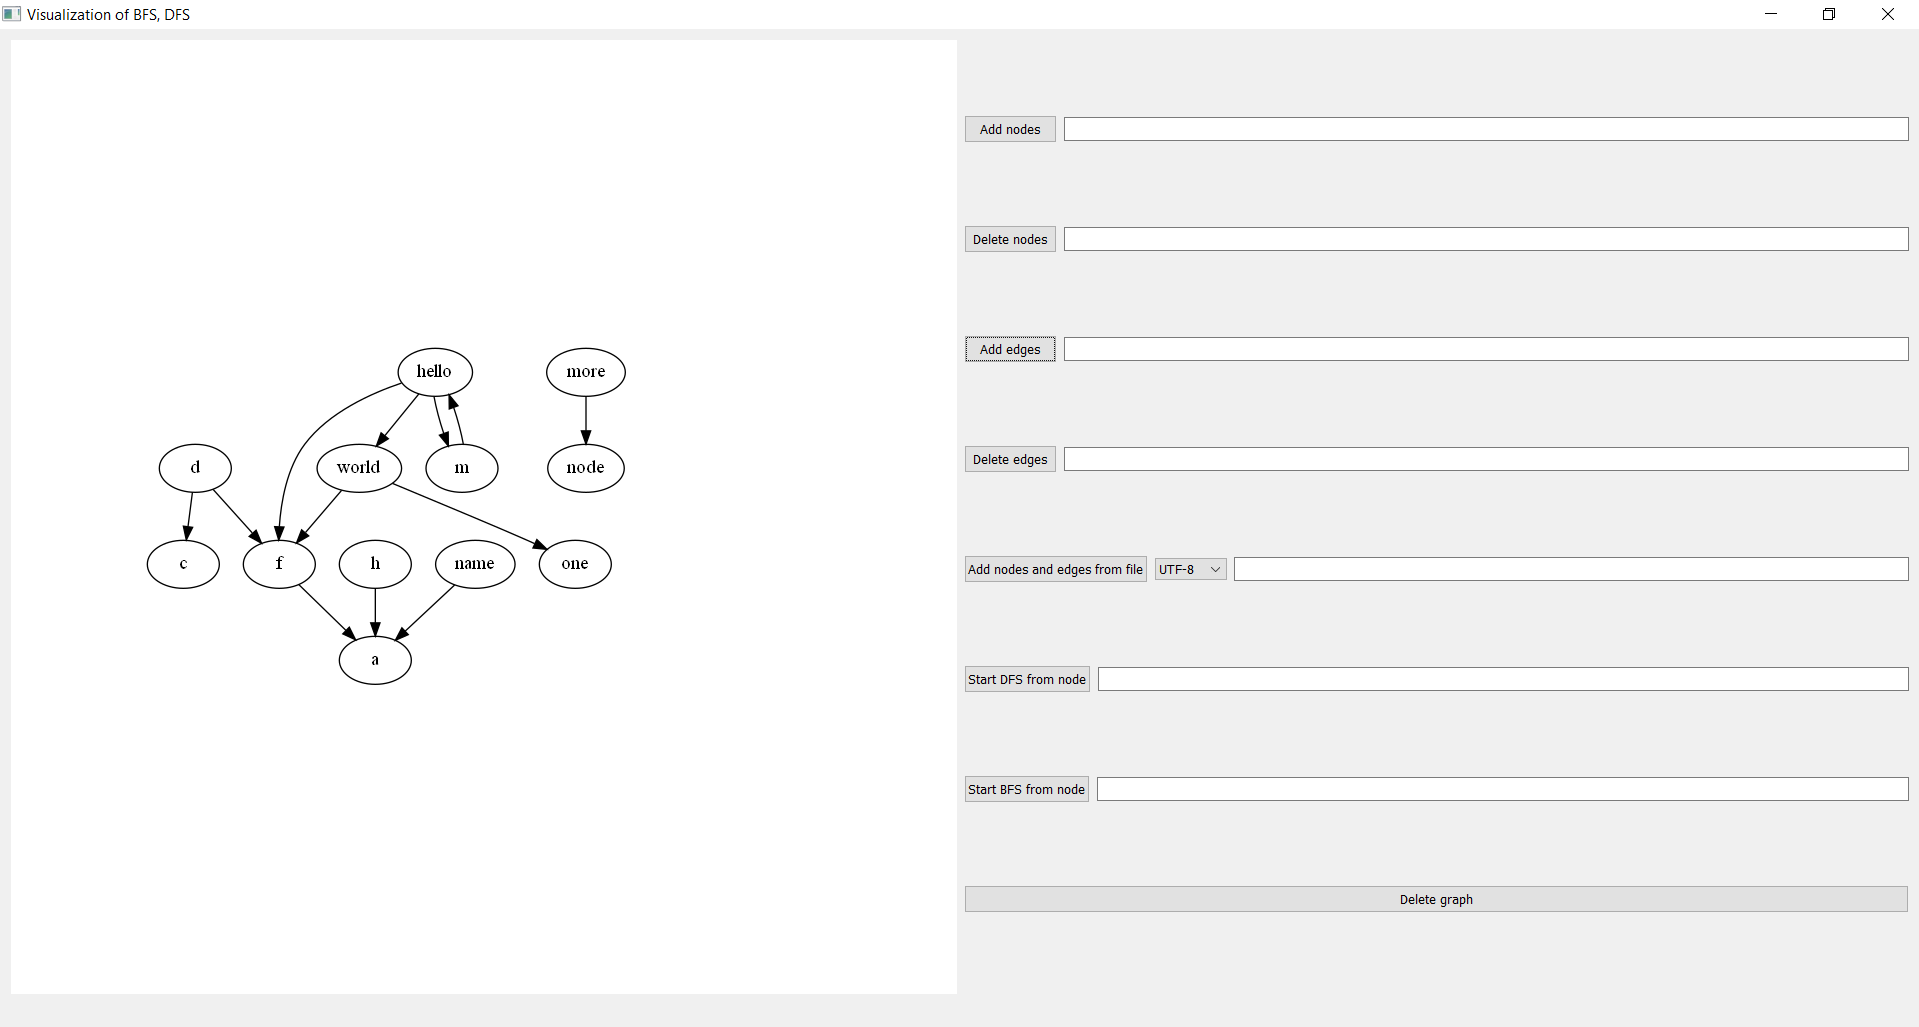 Visualization of BFS, DFS
hello
more
d
world
m
node
c
f
h
name
one
a
Add nodes
Delete nodes
Add edges
Delete edges
Add nodes and edges from file UTF-8
Start DFS from node
Start BFS from node
Delete graph